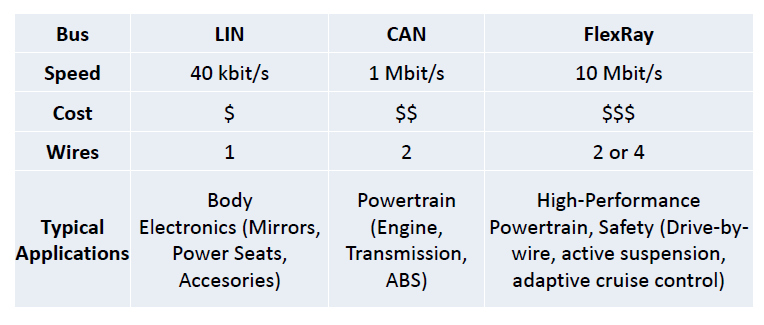 Bus LIN CAN FlexRay
Speed 40 kbit/s 1 Mbit/s 10 Mbit/s
Cost $ $$ $$$
Wires 1 2 2 or 4
Typical
Applications
Body
Electronics (Mirrors,
Power Seats,
Accesories)
Powertrain
(Engine,
Transmission,
ABS)
High-Performance
Powertrain, Safety (Drive-by-
wire, active suspension,
adaptive cruise control)